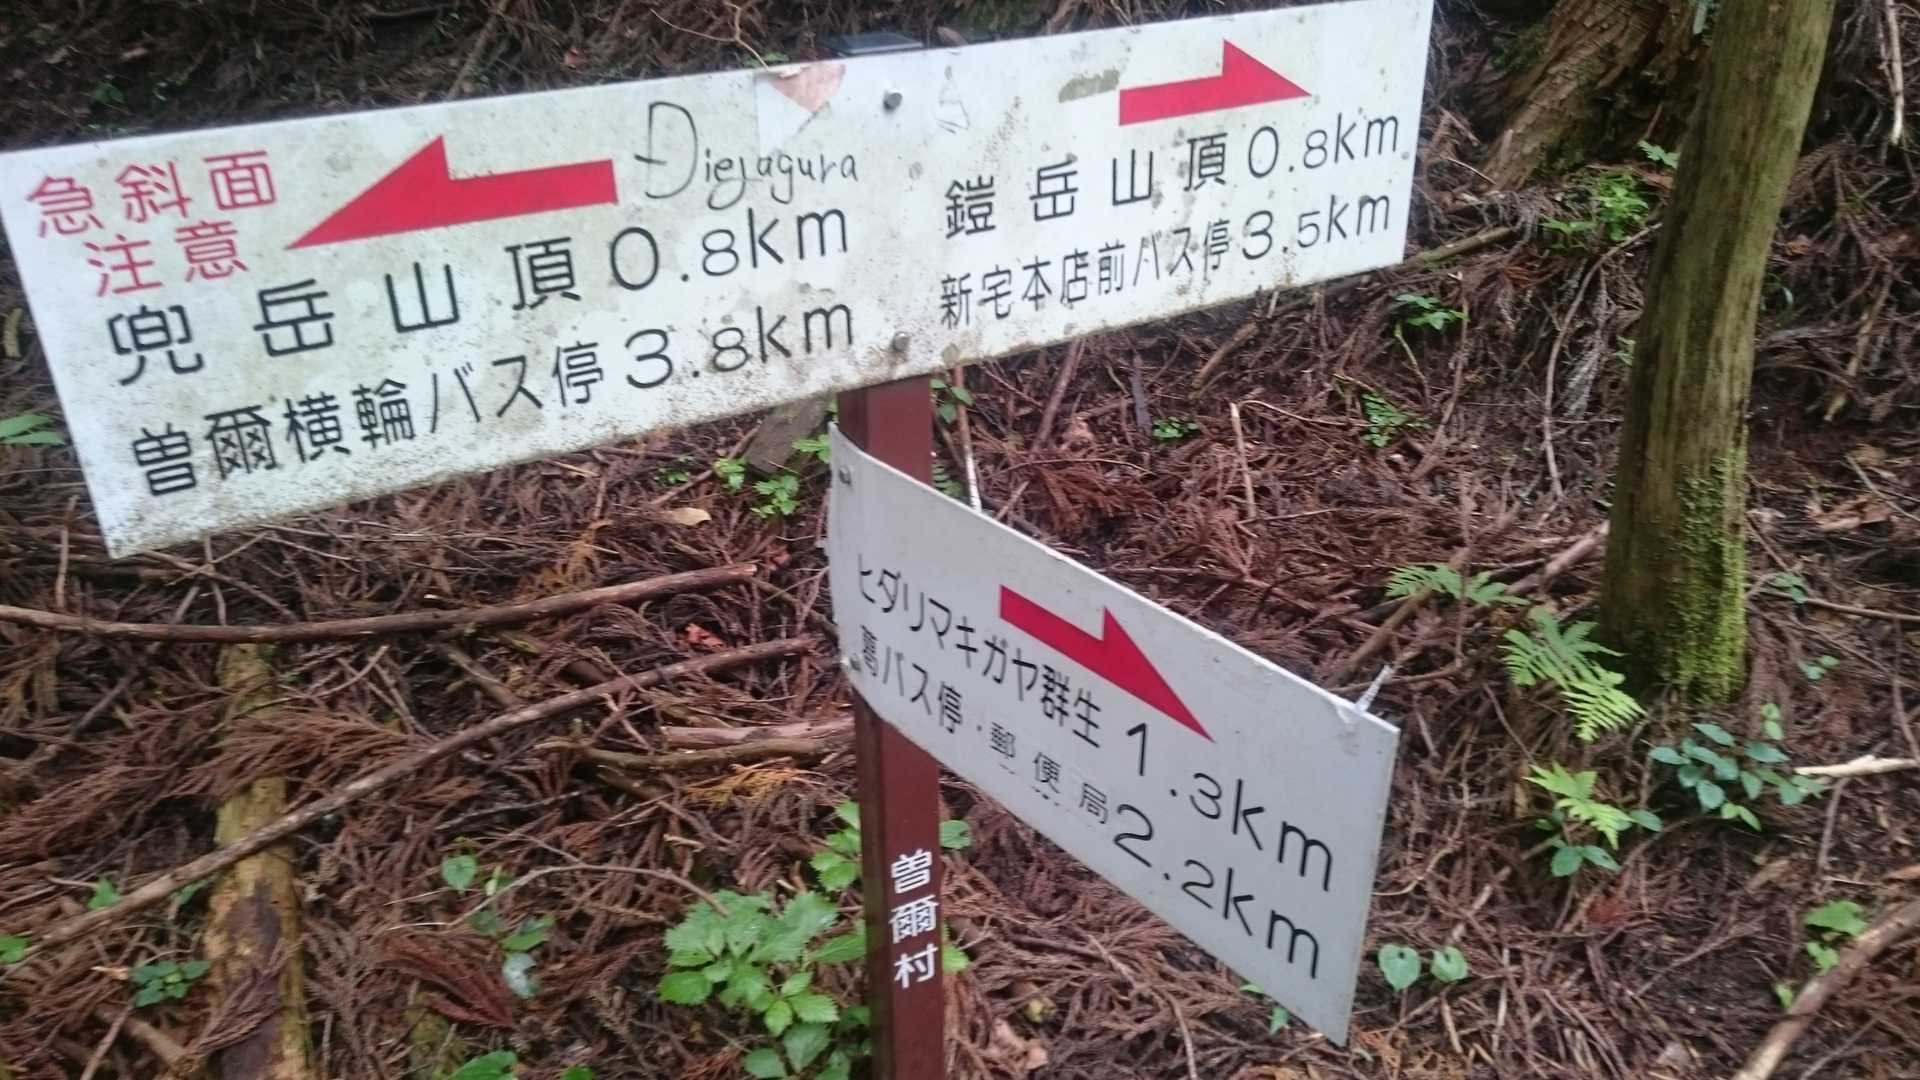 急斜面
注意
Diejagura
兜岳山頂0.8km
曽爾横輪バス停3.8km
鎧岳山頂0.8km
新宅本店前バス停3.5km
ヒダリマキガヤ群生1.3km
葛バス停・郵便局2.2km
曽爾村